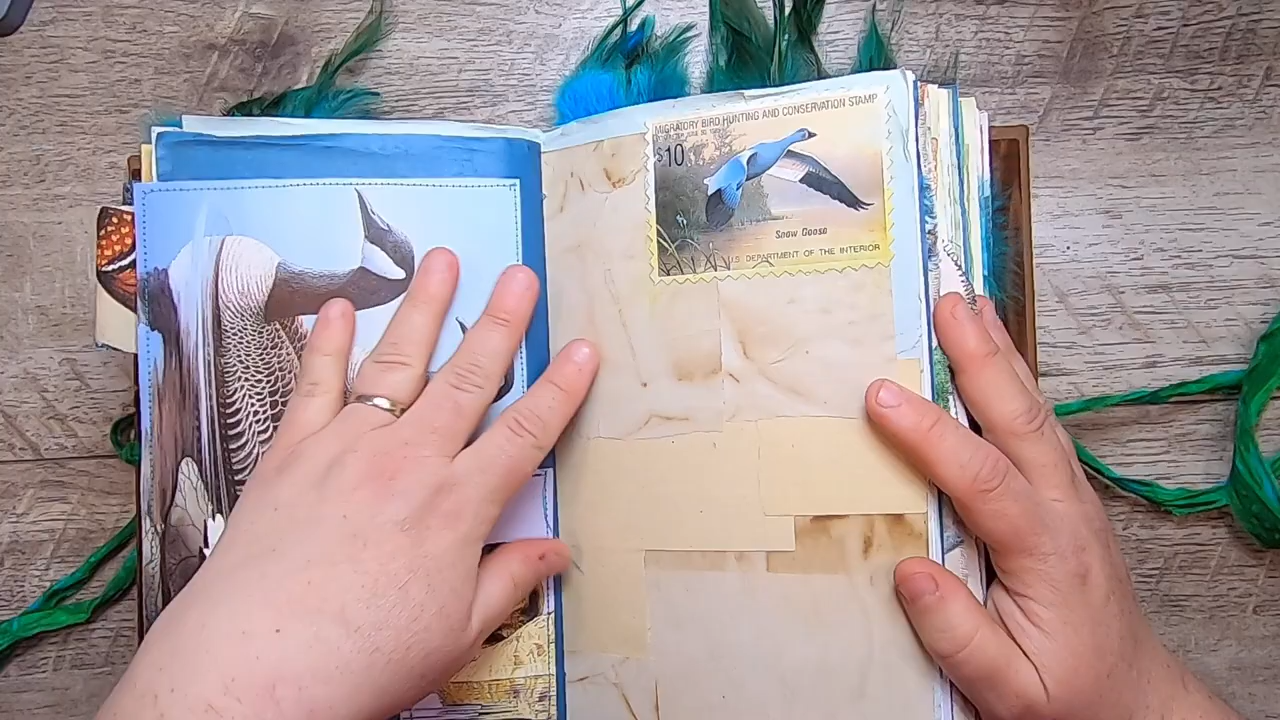 MIGRATORY BIRD HUNTING AND CONSERVATION STAMP
$10
Snow Goose
U.S. DEPARTMENT OF THE INTERIOR